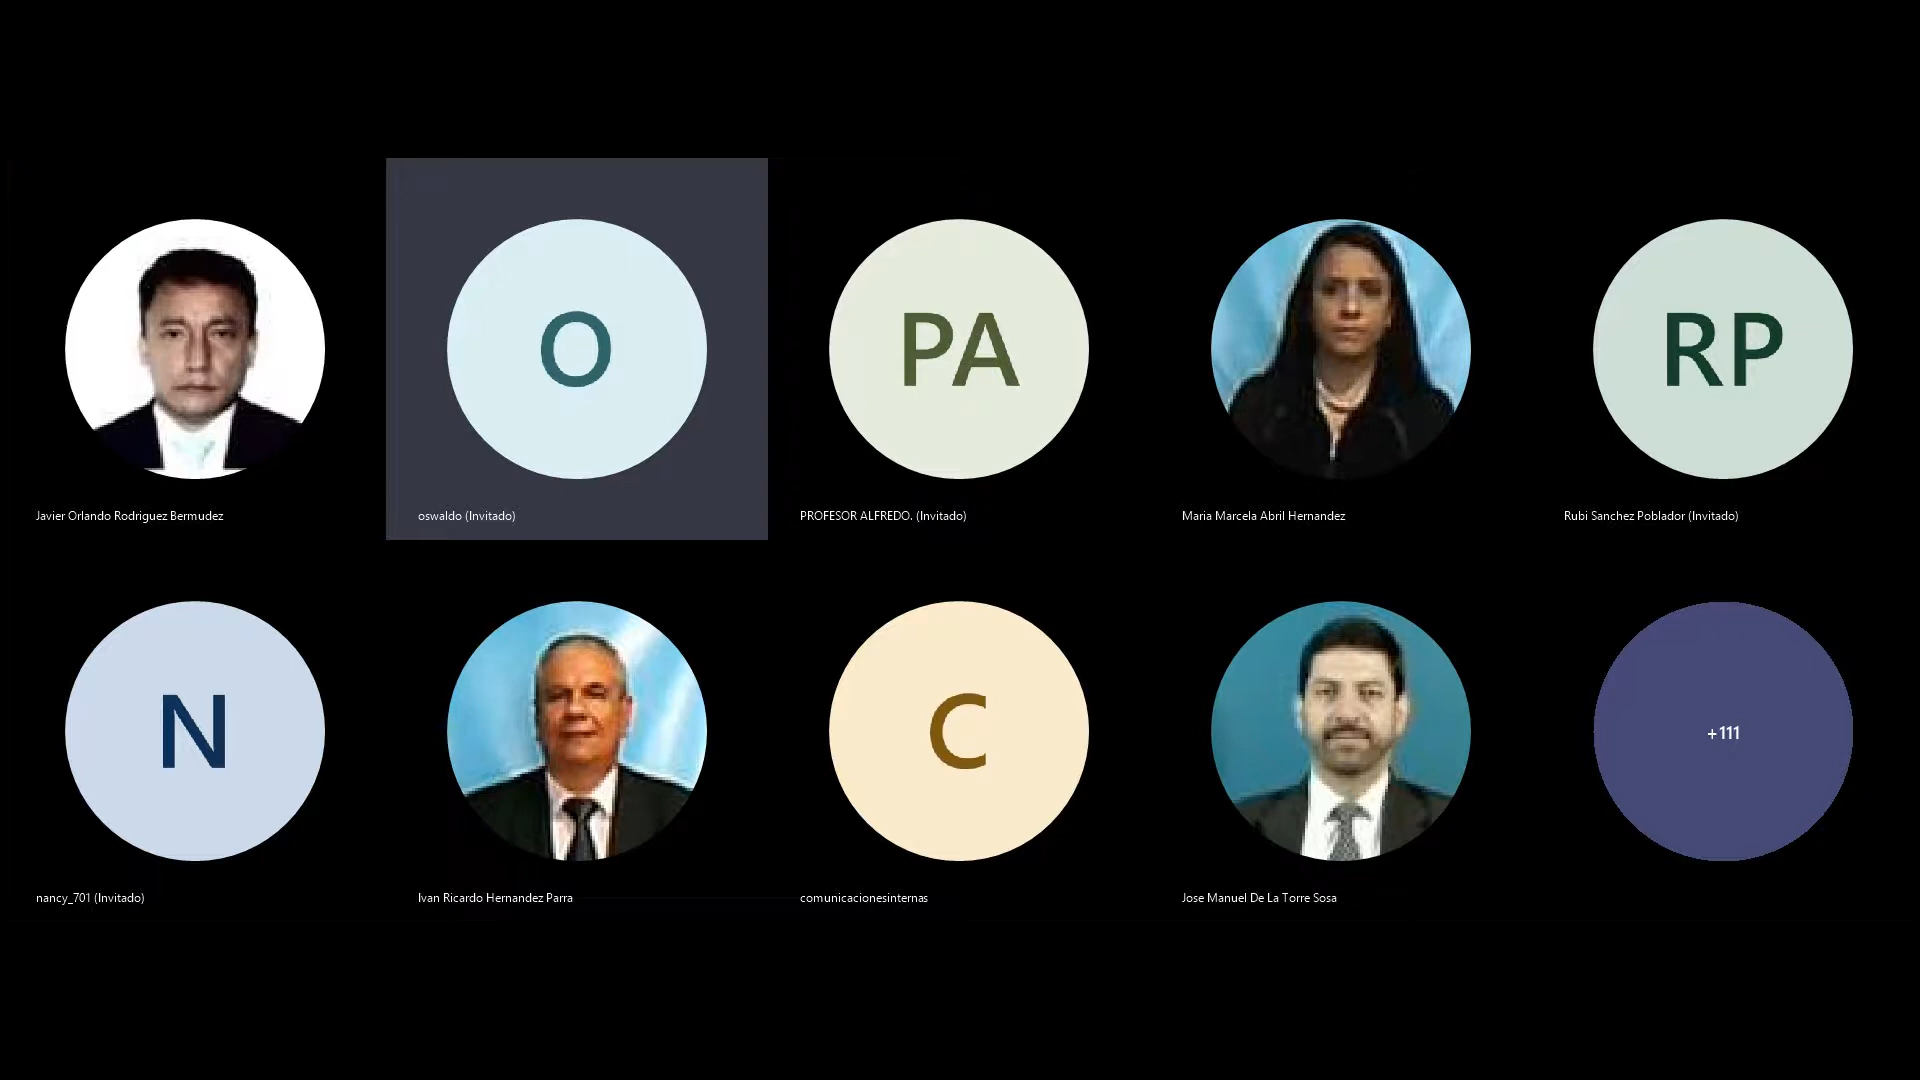 O
PA
RP
Javier Orlando Rodriguez Bermudez
oswaldo (Invitado)
PROFESOR ALFREDO. (Invitado)
Maria Marcela Abril Hernandez
Rubi Sanchez Poblador (Invitado)
N
C
+111
nancy_701 (Invitado)
Ivan Ricardo Hernandez Parra
comunicacionesinternas
Jose Manuel De La Torre Sosa